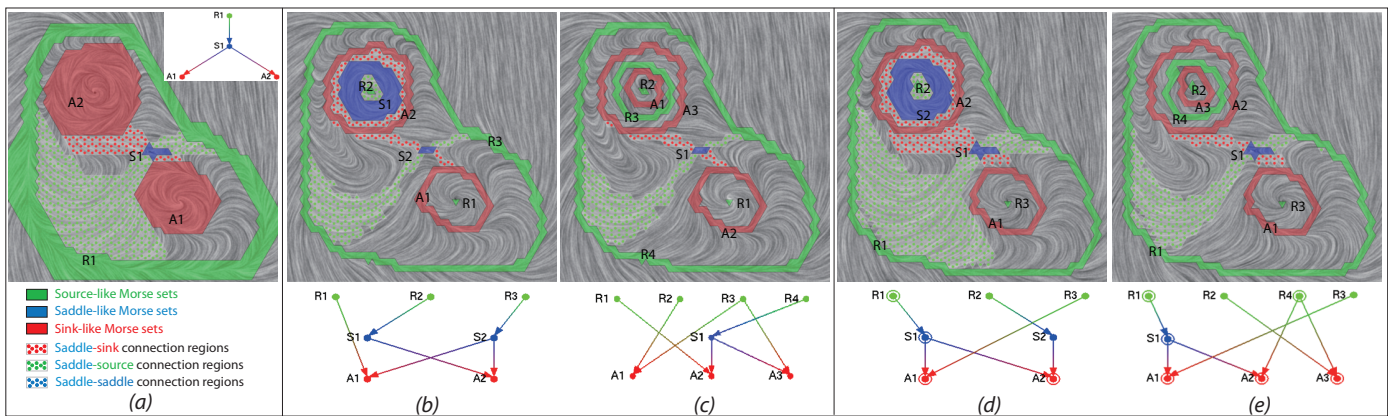 R1
S1
A1 A2
A2
S1
A1
R1
Source-like Morse sets
Saddle-like Morse sets
Sink-like Morse sets
Saddle-sink connection regions
Saddle-source connection regions
Saddle-saddle connection regions
(a)
R2
S1
A2
R3
S2
A1
R1
R1 R2 R3
S1 S2
A1 A2
(b)
R2
A1
R3 A3
S1
R1
A2
R4
R1 R2 R3 R4
S1
A1 A2 A3
(c)
R2
S2 A2
S1
R3
A1
R1
R1 R2 R3
S1 S2
A1 A2
(d)
R2
A3 A2
R4
S1
R3
A1
R1
R1 R2 R4 R3
S1
A1 A2 A3
(e)